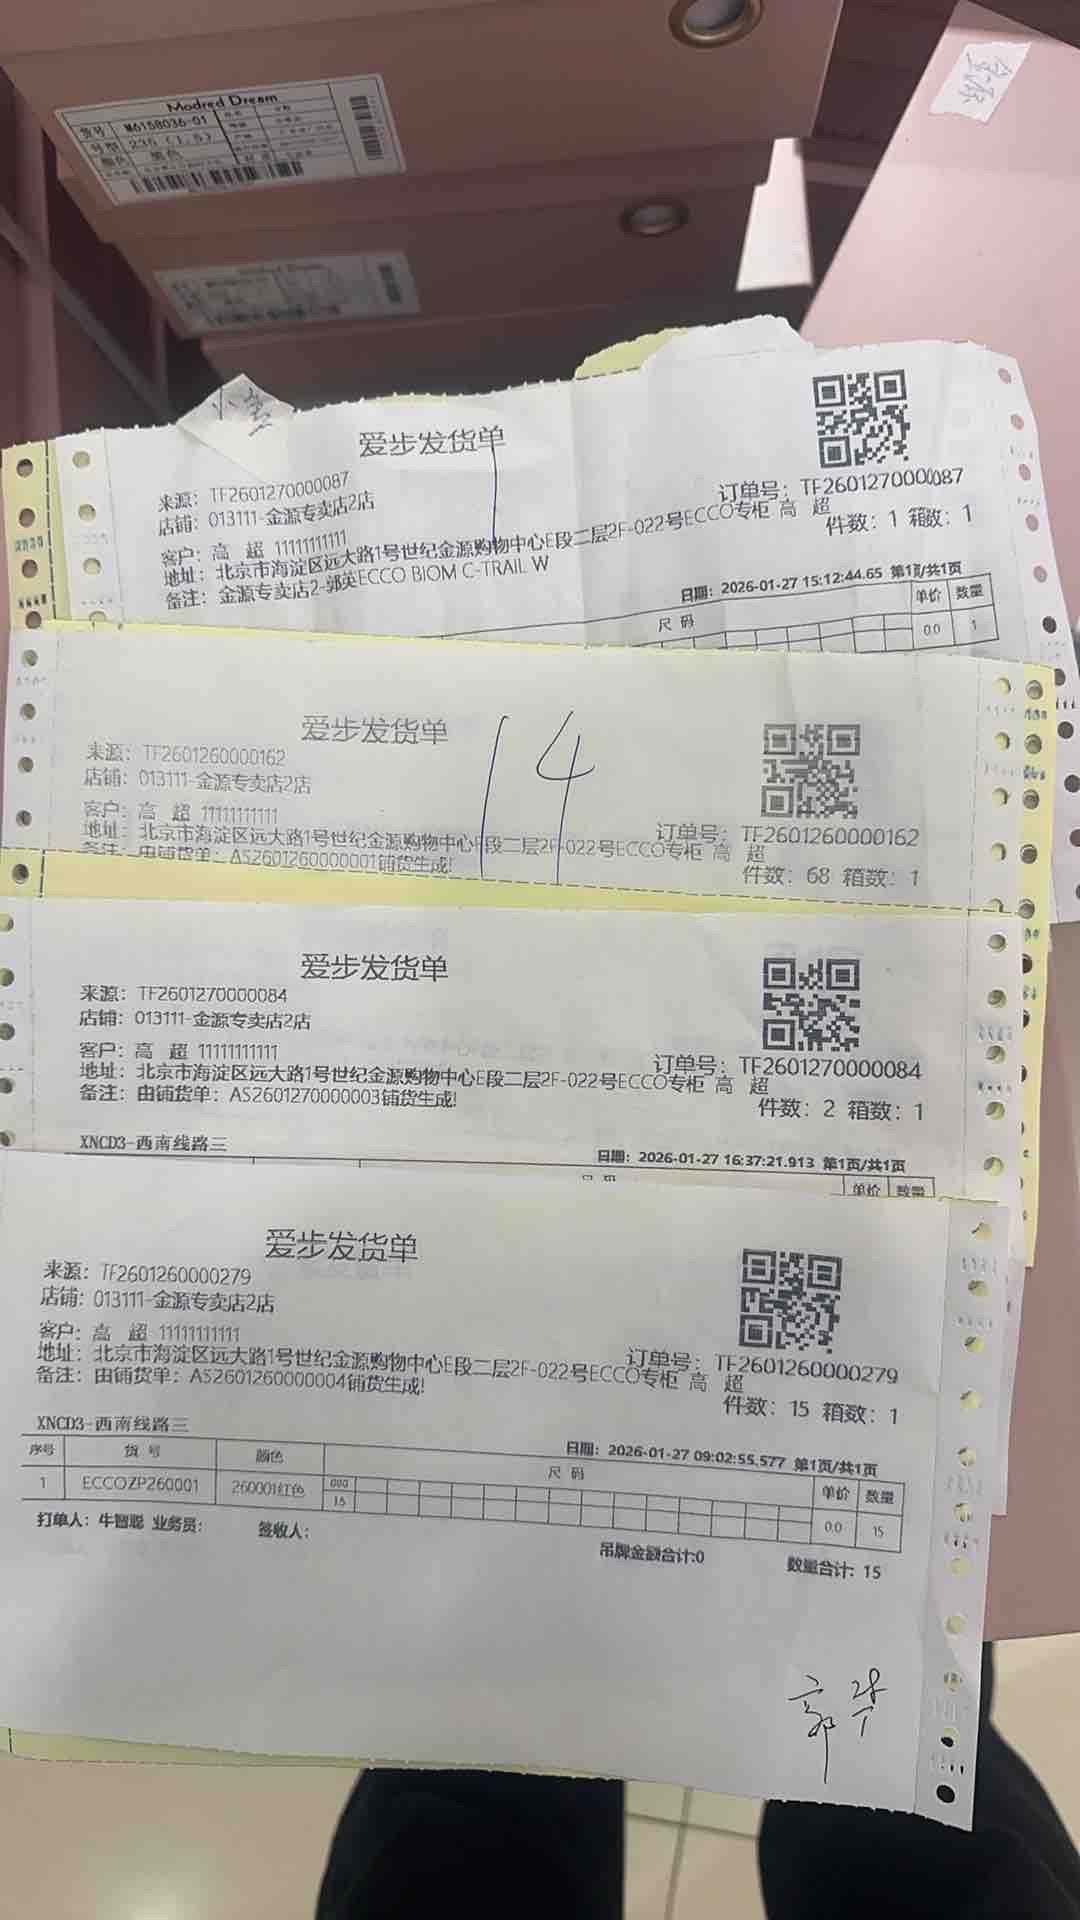 金源
Modred Dream
货号 M6158036-01
号型 236 (1.5)
颜色 黑色
爱步发货单
来源：TF2601270000087
店铺：013111-金源专卖店2店
订单号：TF2601270000087
客户：高 超 11111111111
件数：1 箱数：1
地址：北京市海淀区远大路1号世纪金源购物中心E段二层2F-022号ECCO专柜 高 超
备注：金源专卖店2-郭英ECCO BIOM C-TRAIL W
日期：2026-01-27 15:12:44.65 第1页/共1页
尺 码 单价 数量
0.0 1
1
爱步发货单
14
来源：TF2601260000162
店铺：013111-金源专卖店2店
客户：高 超 11111111111
订单号：TF2601260000162
地址：北京市海淀区远大路1号世纪金源购物中心E段二层2F-022号ECCO专柜 高 超
备注：由铺货单：AS2601260000001铺货生成!
件数：68 箱数：1
爱步发货单
来源：TF2601270000084
店铺：013111-金源专卖店2店
客户：高 超 11111111111
订单号：TF2601270000084
地址：北京市海淀区远大路1号世纪金源购物中心E段二层2F-022号ECCO专柜 高 超
备注：由铺货单：AS2601270000003铺货生成!
件数：2 箱数：1
XNCD3-西南线路三
日期：2026-01-27 16:37:21.913 第1页/共1页
尺 码 单价 数量
爱步发货单
来源：TF2601260000279
店铺：013111-金源专卖店2店
客户：高 超 11111111111
订单号：TF2601260000279
地址：北京市海淀区远大路1号世纪金源购物中心E段二层2F-022号ECCO专柜 高 超
备注：由铺货单：AS2601260000004铺货生成!
件数：15 箱数：1
XNCD3-西南线路三
日期：2026-01-27 09:02:55.577 第1页/共1页
序号 货 号 颜色 尺 码 单价 数量
1 ECCOZP260001 260001红色 000 15 0.0 15
打单人：牛智聪 业务员： 签收人：
吊牌金额合计:0 数量合计: 15